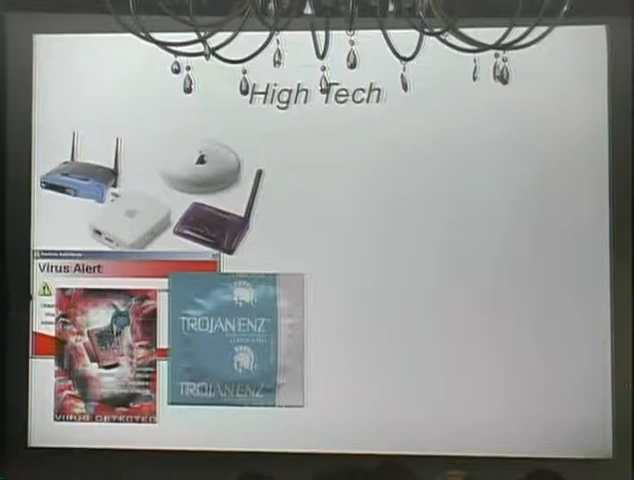 High Tech
Virus Alert
TROJAN-ENZ
TROJAN-ENZ
VIRUS DETECTED